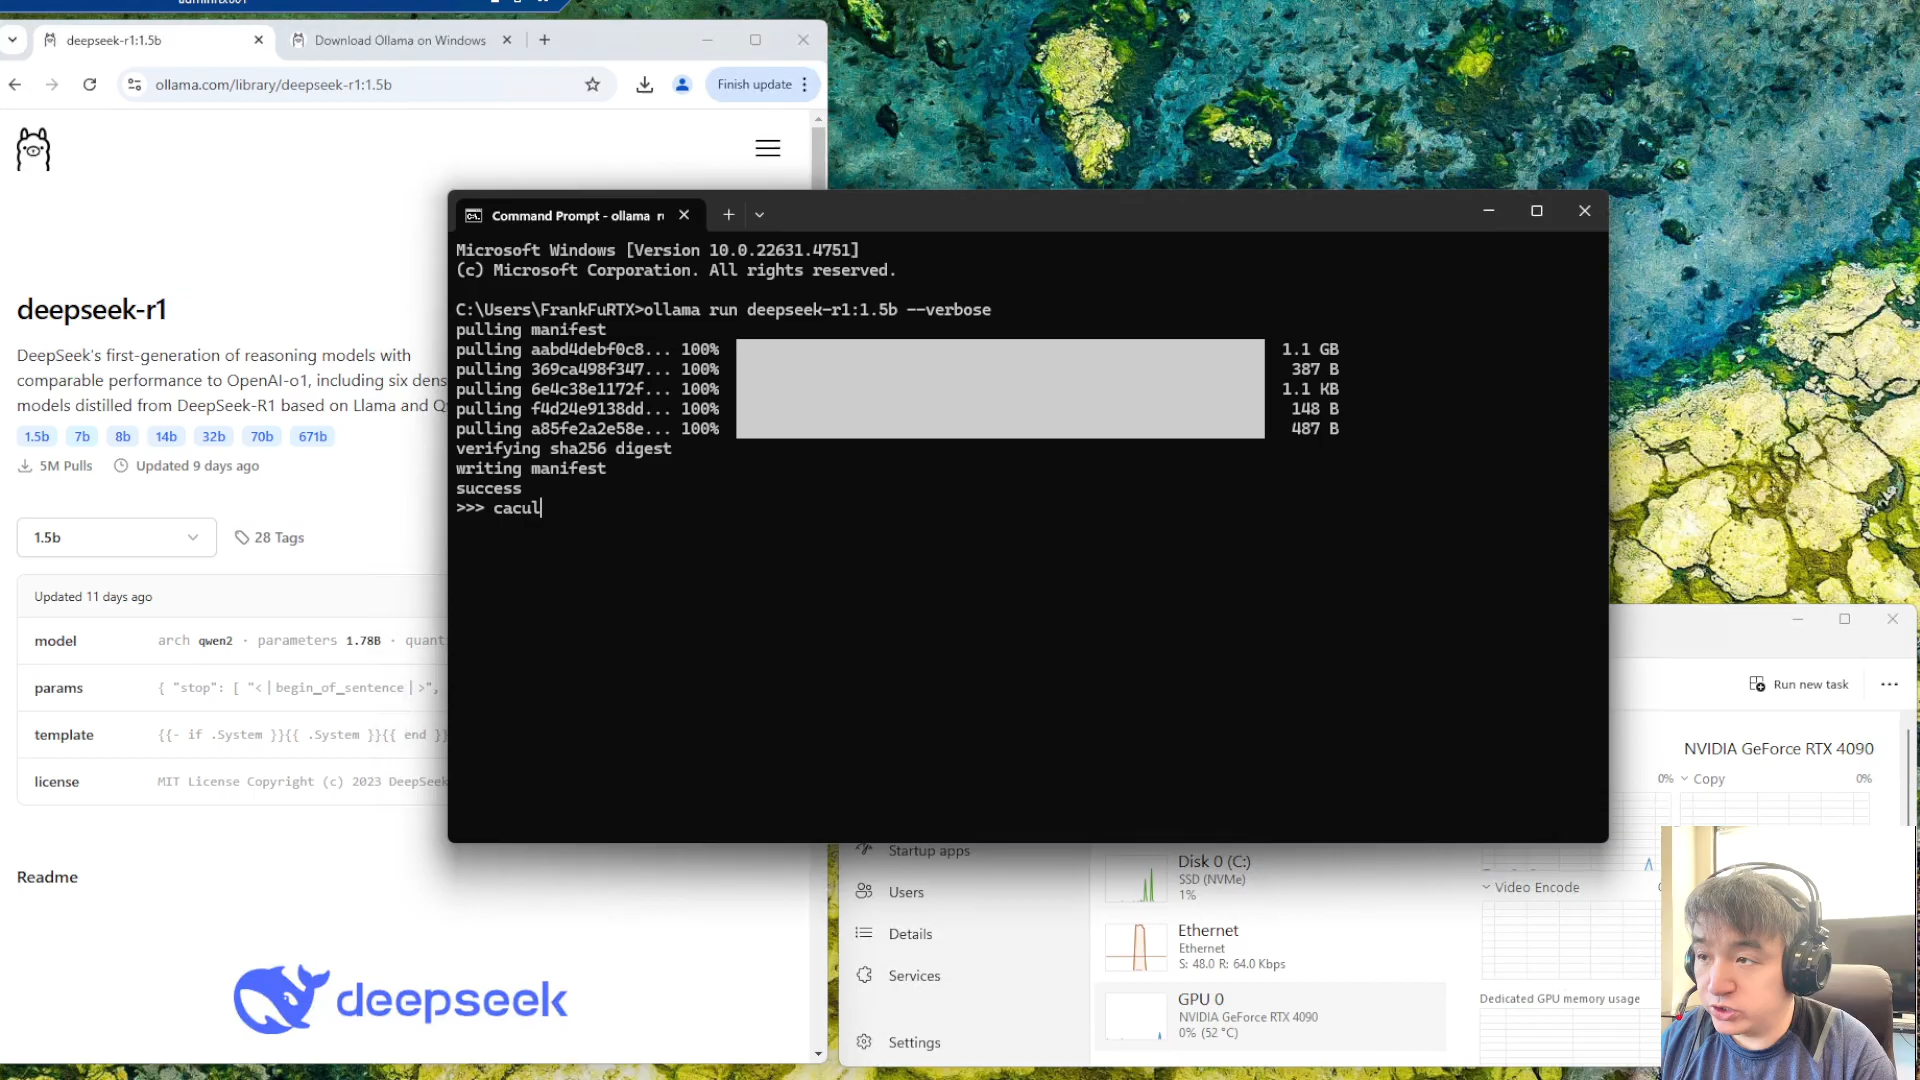 deepseek-r1:1.5b
Download Ollama on Windows
ollama.com/library/deepseek-r1:1.5b
Finish update
deepseek-r1
DeepSeek's first-generation of reasoning models with
comparable performance to OpenAI-o1, including six dens
models distilled from DeepSeek-R1 based on Llama and Q
1.5b 7b 8b 14b 32b 70b 671b
5M Pulls Updated 9 days ago
1.5b 28 Tags
Updated 11 days ago
model arch qwen2 · parameters 1.78B · quant
params { "stop": [ "<|begin_of_sentence|>",
template {{- if .System }}{{ .System }}{{ end }}
license MIT License Copyright (c) 2023 DeepSeek
Readme
deepseek
Command Prompt - ollama r
Microsoft Windows [Version 10.0.22631.4751]
(c) Microsoft Corporation. All rights reserved.
C:\Users\FrankFuRTX>ollama run deepseek-r1:1.5b --verbose
pulling manifest
pulling aabd4debf0c8... 100% 1.1 GB
pulling 369ca498f347... 100% 387 B
pulling 6e4c38e1172f... 100% 1.1 KB
pulling f4d24e9138dd... 100% 148 B
pulling a85fe2a2e58e... 100% 487 B
verifying sha256 digest
writing manifest
success
>>> cacul
Run new task
NVIDIA GeForce RTX 4090
0% Copy 0%
Startup apps
Users
Details
Services
Settings
Disk 0 (C:)
SSD (NVMe)
1%
Ethernet
Ethernet
S: 48.0 R: 64.0 Kbps
GPU 0
NVIDIA GeForce RTX 4090
0% (52 °C)
Video Encode
Dedicated GPU memory usage